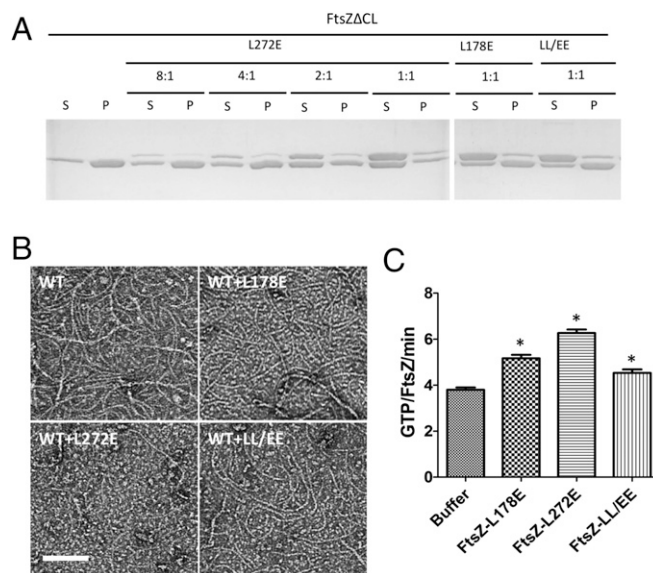 A
FtsZΔCL
L272E L178E LL/EE
8:1 4:1 2:1 1:1 1:1 1:1
S P S P S P S P S P S P S P
B
WT WT+L178E
WT+L272E WT+LL/EE
C
GTP/FtsZ/min
8
6
4
2
0
* * *
Buffer
FtsZ-L178E
FtsZ-L272E
FtsZ-LL/EE